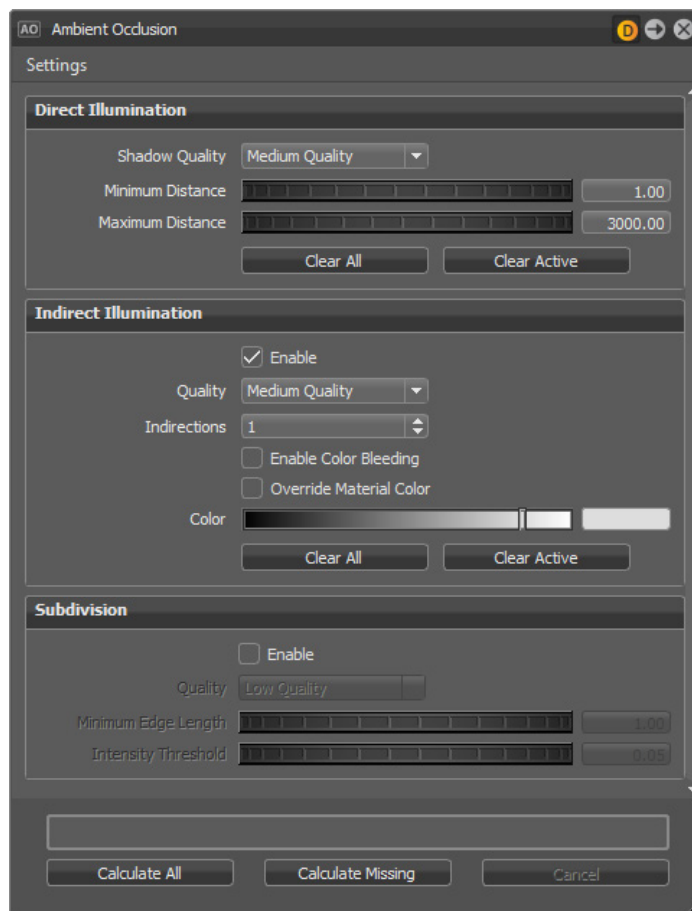 AO Ambient Occlusion D
Settings
Direct Illumination
Shadow Quality Medium Quality
Minimum Distance 1.00
Maximum Distance 3000.00
Clear All Clear Active
Indirect Illumination
Enable
Quality Medium Quality
Indirections 1
Enable Color Bleeding
Override Material Color
Color
Clear All Clear Active
Subdivision
Enable
Quality Low Quality
Minimum Edge Length 1.00
Intensity Threshold 0.05
Calculate All Calculate Missing Cancel